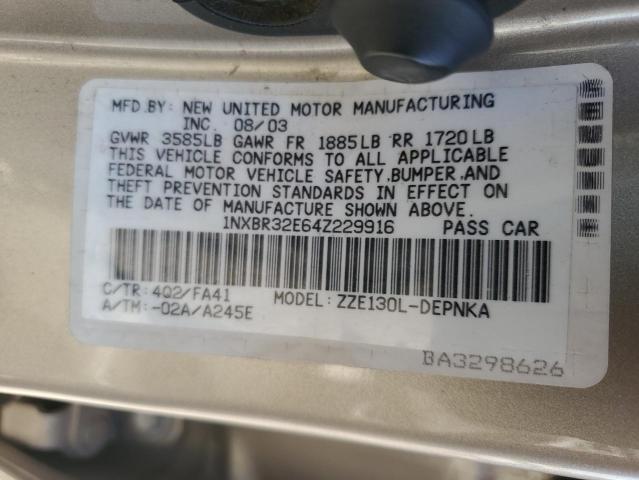 MFD.BY: NEW UNITED MOTOR MANUFACTURING
INC. 08/03
GVWR 3585LB GAWR FR 1885LB RR 1720LB
THIS VEHICLE CONFORMS TO ALL APPLICABLE
FEDERAL MOTOR VEHICLE SAFETY,BUMPER,AND
THEFT PREVENTION STANDARDS IN EFFECT ON
THE DATE OF MANUFACTURE SHOWN ABOVE.
1NXBR32E64Z229916 PASS CAR
C/TR:4Q2/FA41 MODEL:ZZE130L-DEPNKA
A/TM:-02A/A245E
BA3298626